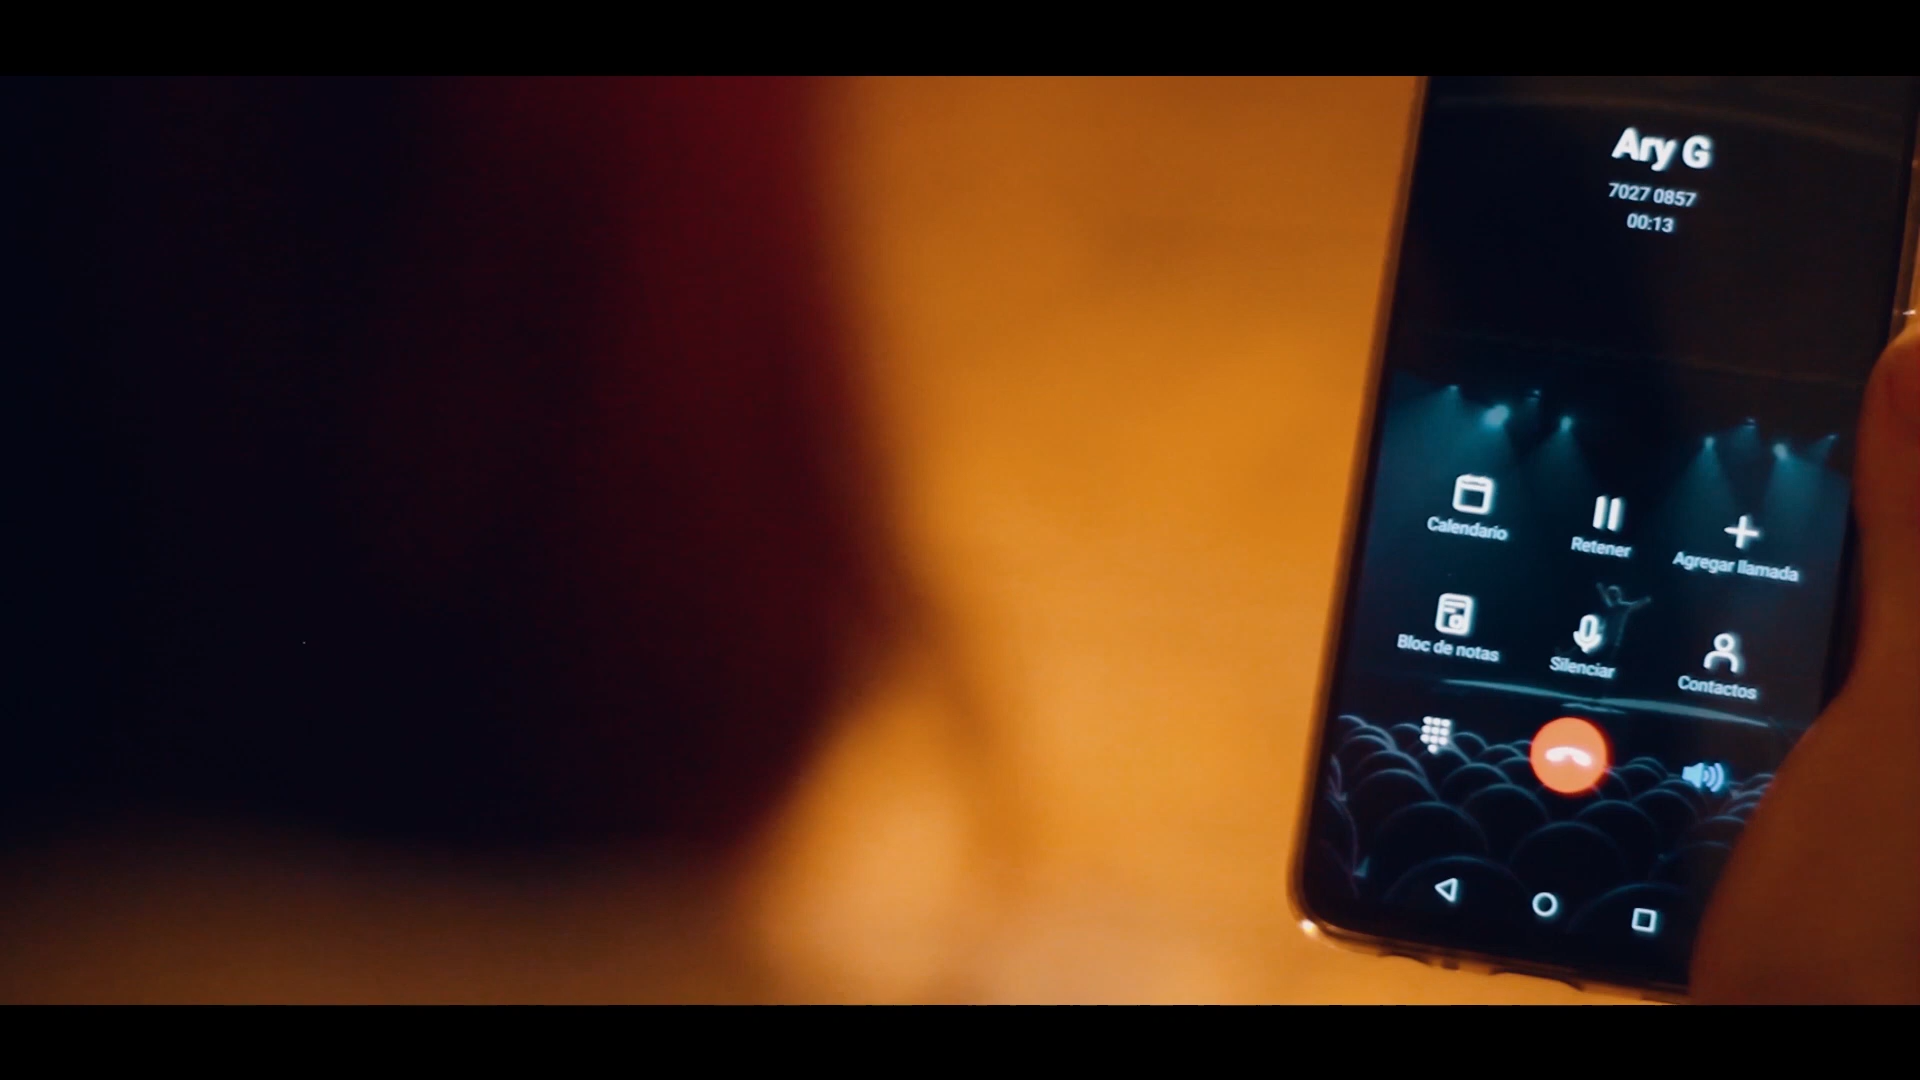 Ary G
7027 0857
00:13
Calendario
Retener
Agregar llamada
Bloc de notas
Silenciar
Contactos